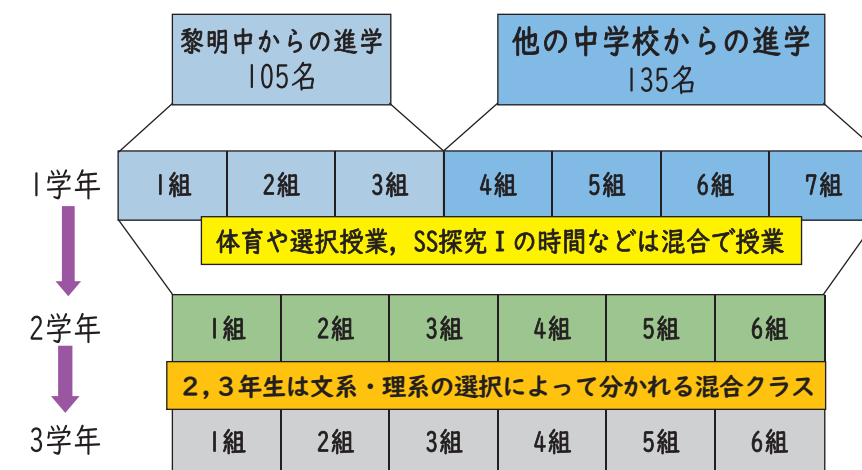 黎明中からの進学
105名
他の中学校からの進学
135名
1学年
1組 2組 3組 4組 5組 6組 7組
体育や選択授業,SS探究Ⅰの時間などは混合で授業
2学年
1組 2組 3組 4組 5組 6組
2,3年生は文系・理系の選択によって分かれる混合クラス
3学年
1組 2組 3組 4組 5組 6組